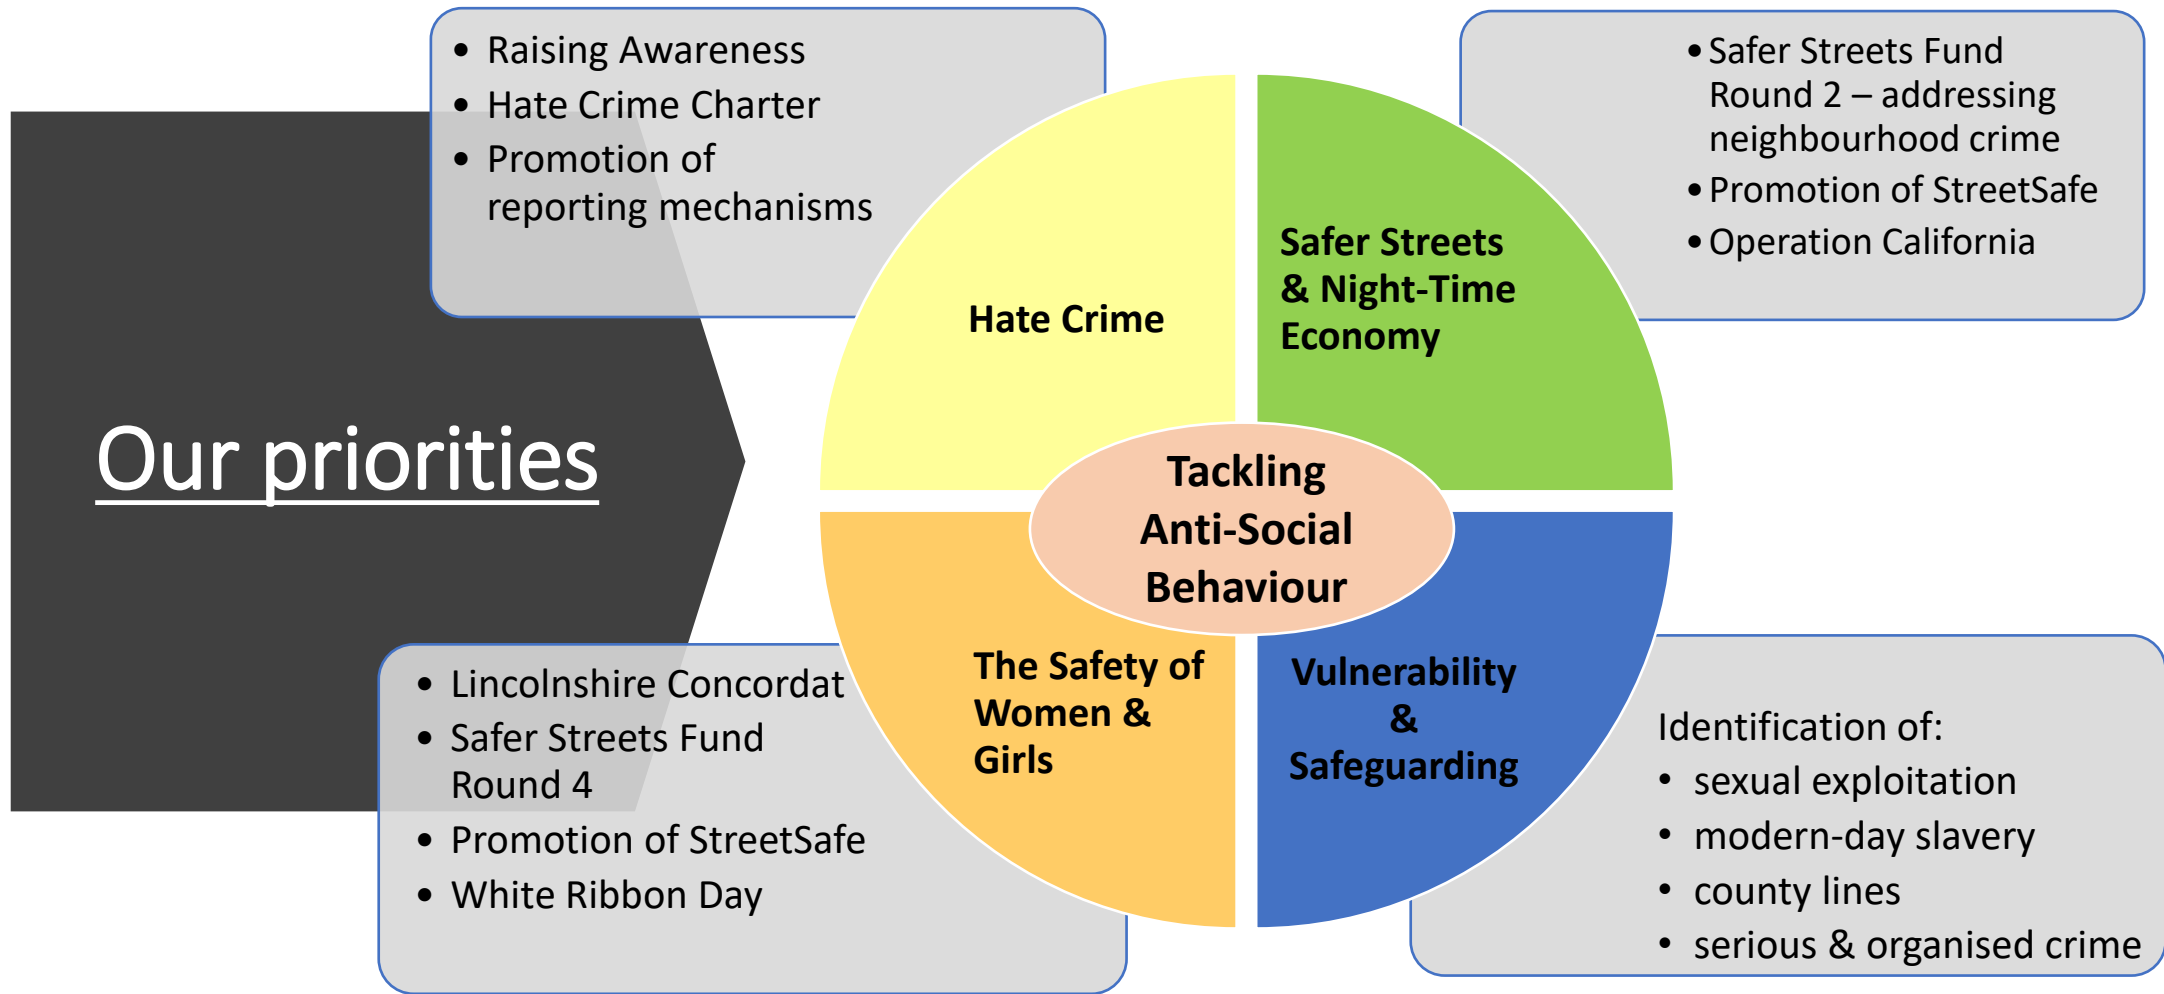 Our priorities
• Raising Awareness
• Hate Crime Charter
• Promotion of
reporting mechanisms
Hate Crime
• Safer Streets Fund
Round 2 – addressing
neighbourhood crime
• Promotion of StreetSafe
• Operation California
Safer Streets
& Night-Time
Economy
Tackling
Anti-Social
Behaviour
• Lincolnshire Concordat
• Safer Streets Fund
Round 4
• Promotion of StreetSafe
• White Ribbon Day
The Safety of
Women &
Girls
Vulnerability
&
Safeguarding
Identification of:
• sexual exploitation
• modern-day slavery
• county lines
• serious & organised crime